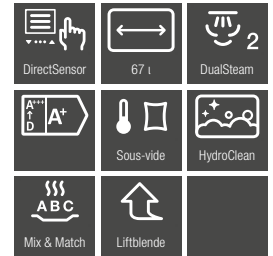 DirectSensor
67 l
2
DualSteam
A+++
D
A+
Sous-vide
HydroClean
ABC
Mix & Match
Liftblende